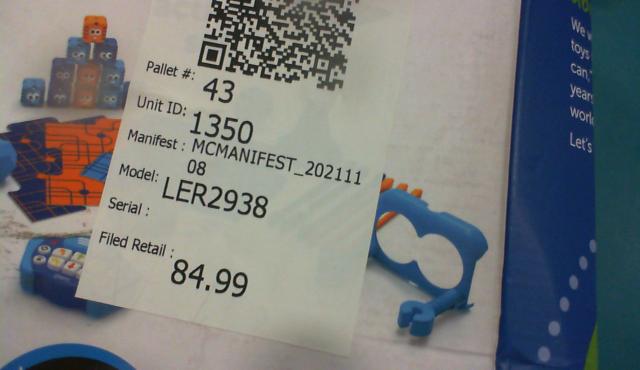 Pallet #: 43
Unit ID: 1350
Manifest : MCMANIFEST_202111
08
Model: LER2938
Serial :
Filed Retail : 84.99
We w
toys
can,
years
worl
Let's